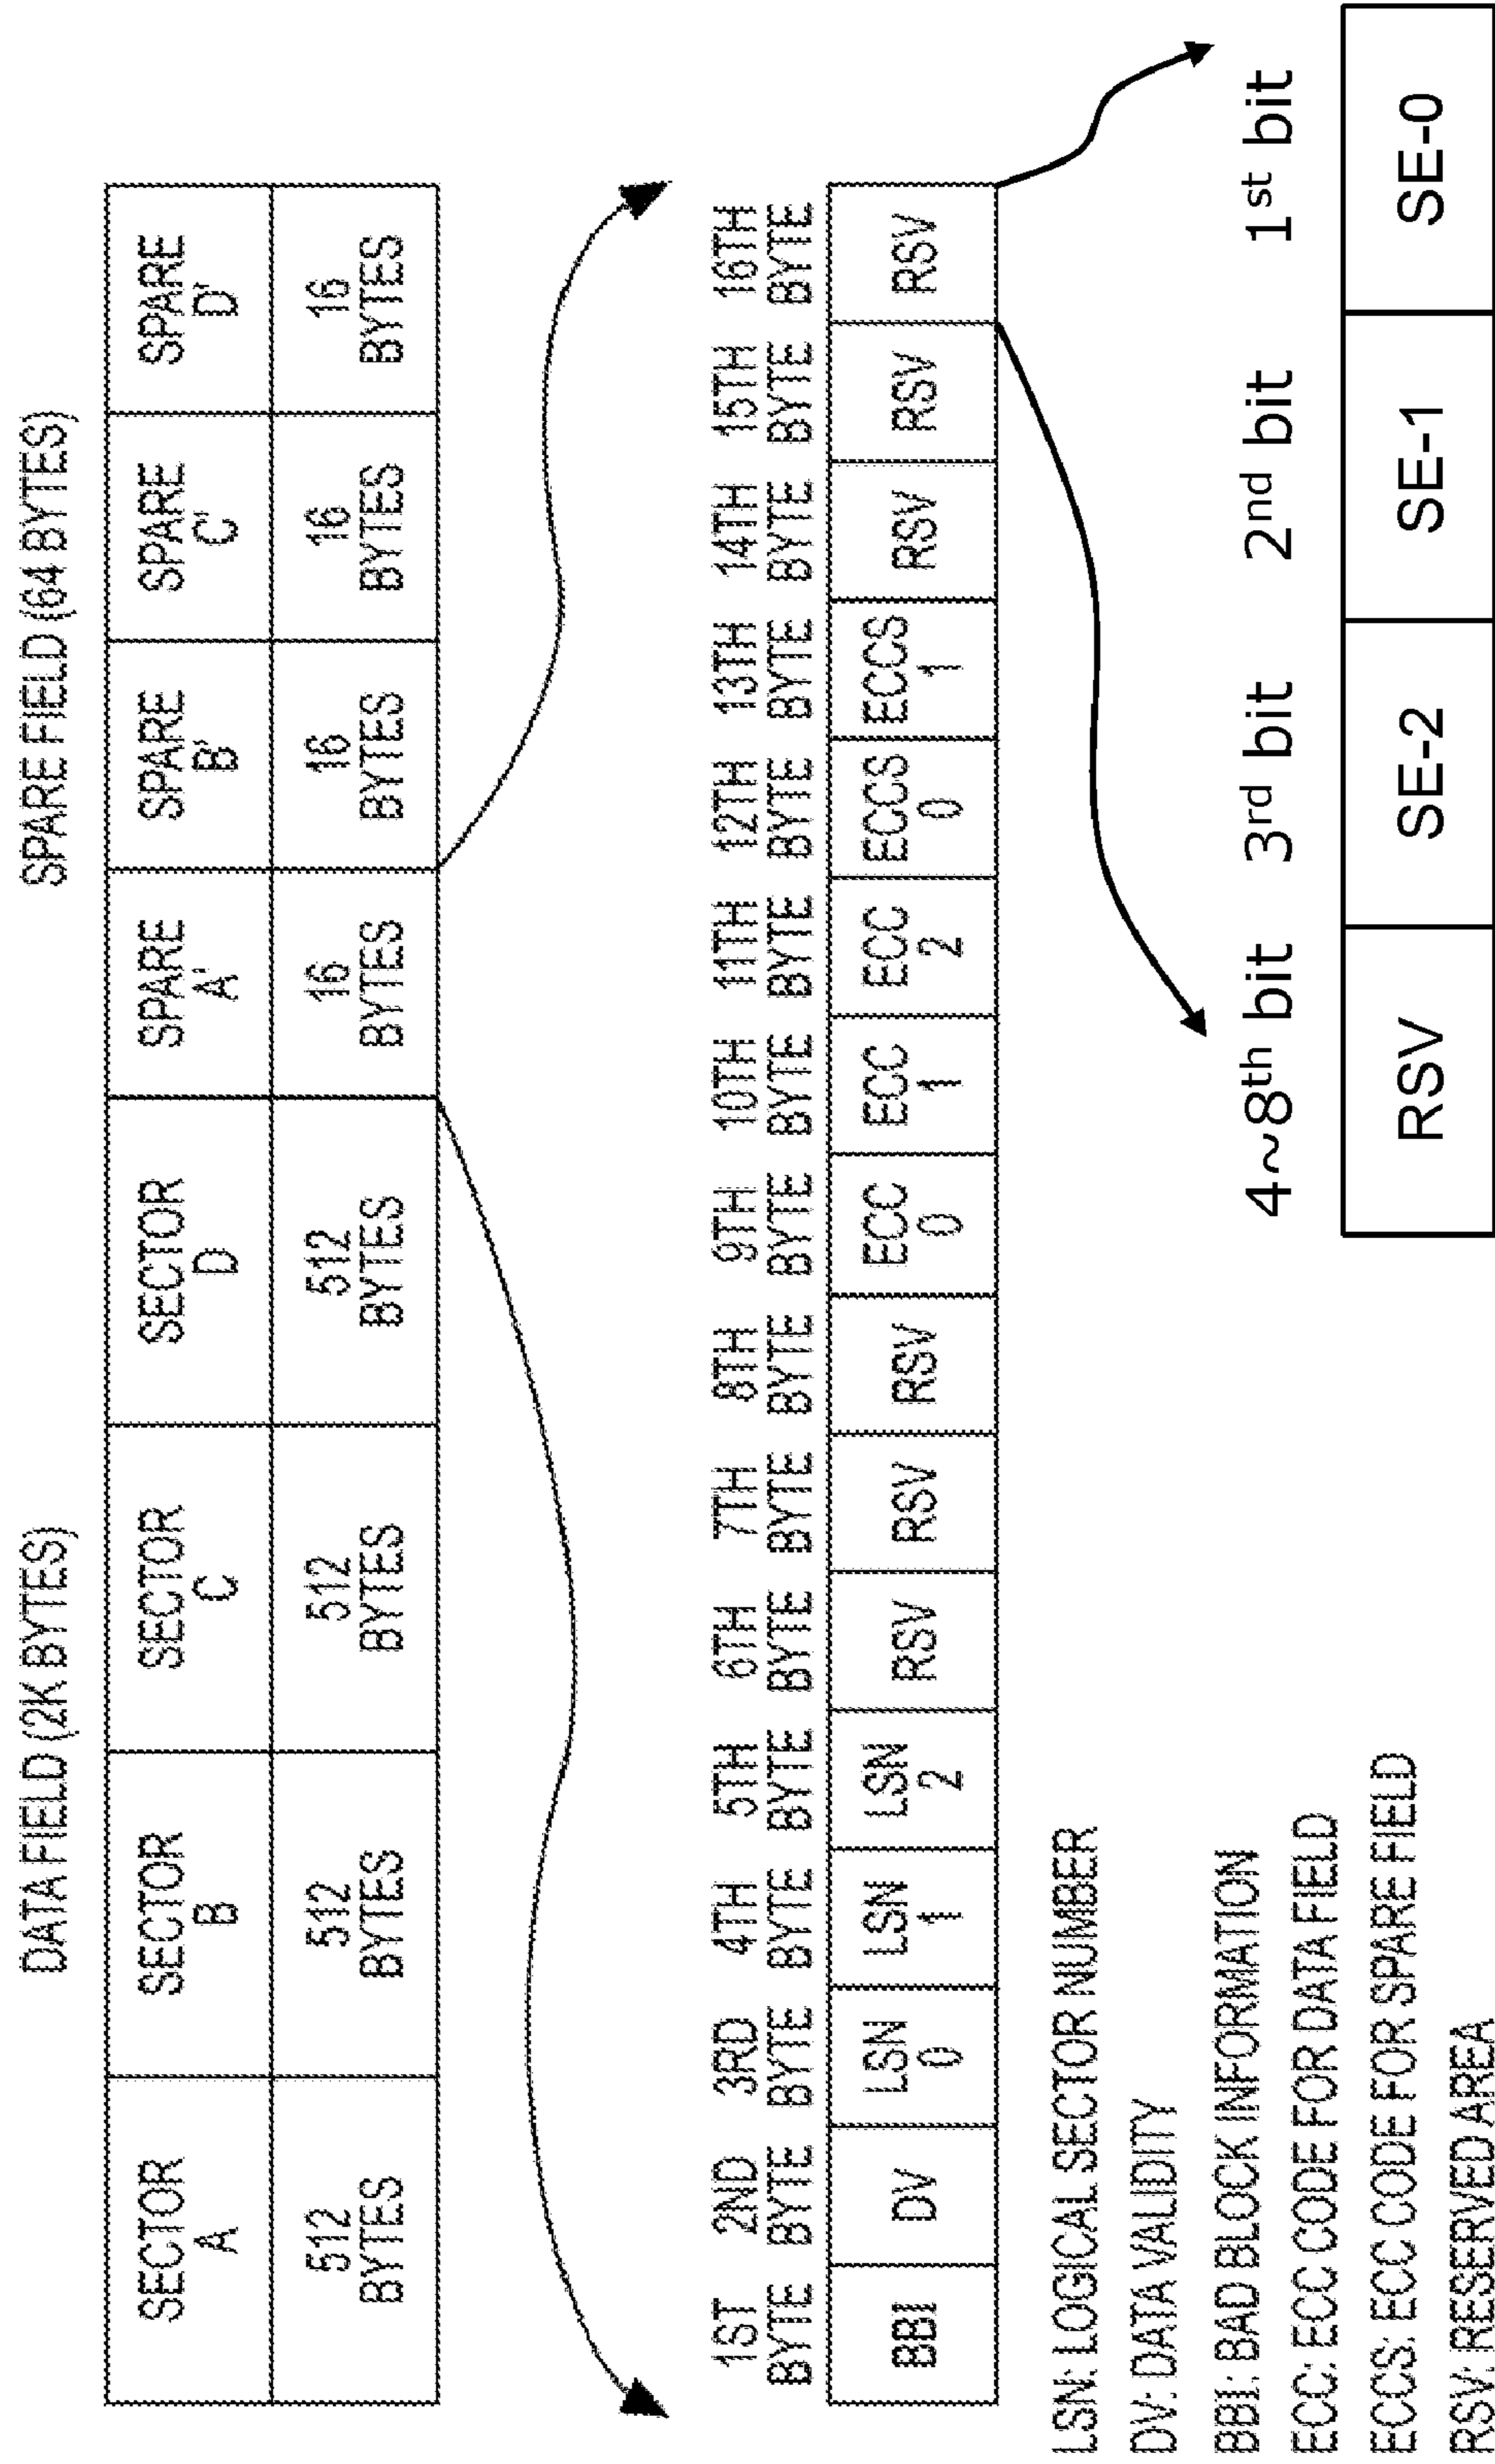 DATA FIELD (2K BYTES) SPARE FIELD (64 BYTES)
SECTOR A SECTOR B SECTOR C SECTOR D SPARE A' SPARE B' SPARE C' SPARE D'
512 BYTES 512 BYTES 512 BYTES 512 BYTES 16 BYTES 16 BYTES 16 BYTES 16 BYTES
1ST BYTE 2ND BYTE 3RD BYTE 4TH BYTE 5TH BYTE 6TH BYTE 7TH BYTE 8TH BYTE 9TH BYTE 10TH BYTE 11TH BYTE 12TH BYTE 13TH BYTE 14TH BYTE 15TH BYTE 16TH BYTE
BBI DV LSN 0 LSN 1 LSN 2 RSV RSV RSV ECC 0 ECC 1 ECC 2 ECCS 0 ECCS 1 RSV RSV RSV
4~8th bit 3rd bit 2nd bit 1st bit
RSV SE-2 SE-1 SE-0
LSN: LOGICAL SECTOR NUMBER
DV: DATA VALIDITY
BBI: BAD BLOCK INFORMATION
ECC: ECC CODE FOR DATA FIELD
ECCS: ECC CODE FOR SPARE FIELD
RSV: RESERVED AREA